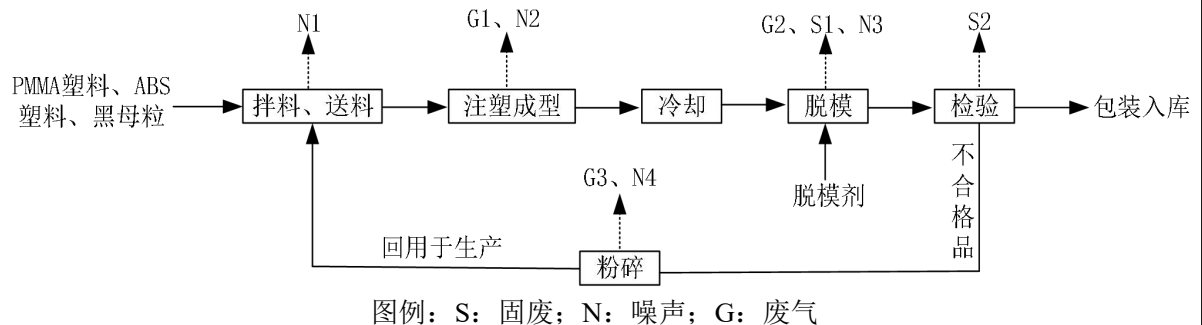 N1
G1、N2
G2、S1、N3
S2
PMMA塑料、ABS
塑料、黑母粒
拌料、送料
注塑成型
冷却
脱模
检验
包装入库
G3、N4
脱模剂
不合格品
回用于生产
粉碎
图例：S：固废；N：噪声；G：废气